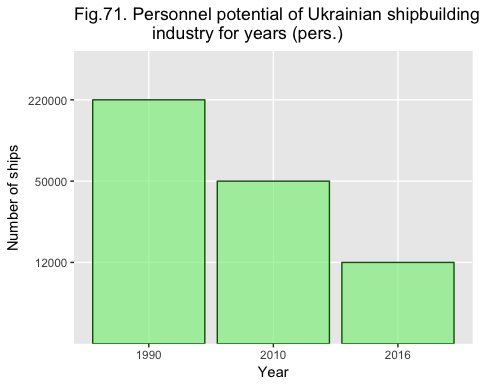 Fig.71. Personnel potential of Ukrainian shipbuilding
industry for years (pers.)
Number of ships
220000
50000
12000
1990
2010
2016
Year